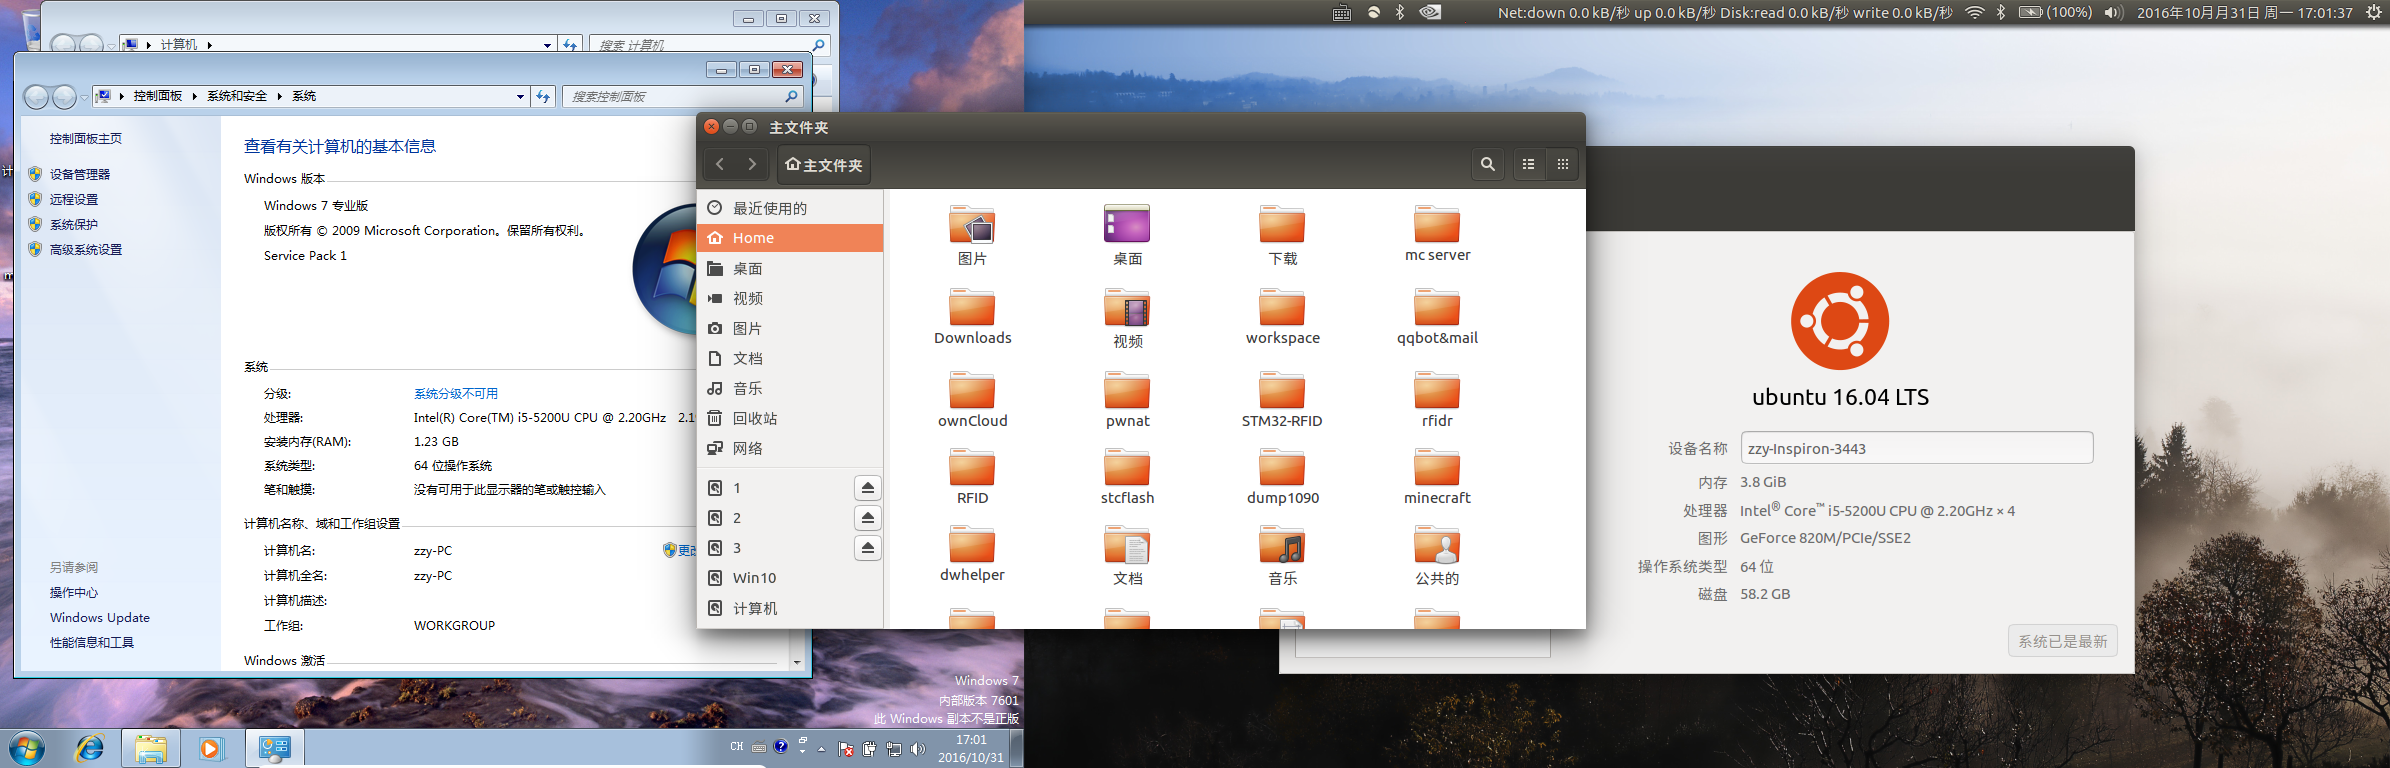 计算机
搜索 计算机
控制面板 系统和安全 系统
搜索控制面板
控制面板主页
设备管理器
远程设置
系统保护
高级系统设置
另请参阅
操作中心
Windows Update
性能信息和工具
查看有关计算机的基本信息
Windows 版本
Windows 7 专业版
版权所有 © 2009 Microsoft Corporation。保留所有权利。
Service Pack 1
系统
分级: 系统分级不可用
处理器: Intel(R) Core(TM) i5-5200U CPU @ 2.20GHz
安装内存(RAM): 1.23 GB
系统类型: 64 位操作系统
笔和触摸: 没有可用于此显示器的笔或触控输入
计算机名称、域和工作组设置
计算机名: zzy-PC
计算机全名: zzy-PC
计算机描述:
工作组: WORKGROUP
Windows 激活
Windows 7
内部版本 7601
此 Windows 副本不是正版
CH
17:01
2016/10/31
Net:down 0.0 kB/秒 up 0.0 kB/秒 Disk:read 0.0 kB/秒 write 0.0 kB/秒
(100%)
2016年10月月31日 周一 17:01:37
主文件夹
主文件夹
最近使用的
Home
桌面
视频
图片
文档
音乐
回收站
网络
1
2
3
Win10
计算机
图片 桌面 下载 mc server
Downloads 视频 workspace qqbot&mail
ownCloud pwnat STM32-RFID rfidr
RFID stcflash dump1090 minecraft
dwhelper 文档 音乐 公共的
ubuntu 16.04 LTS
设备名称 zzy-Inspiron-3443
内存 3.8 GiB
处理器 Intel® Core™ i5-5200U CPU @ 2.20GHz × 4
图形 GeForce 820M/PCIe/SSE2
操作系统类型 64 位
磁盘 58.2 GB
系统已是最新